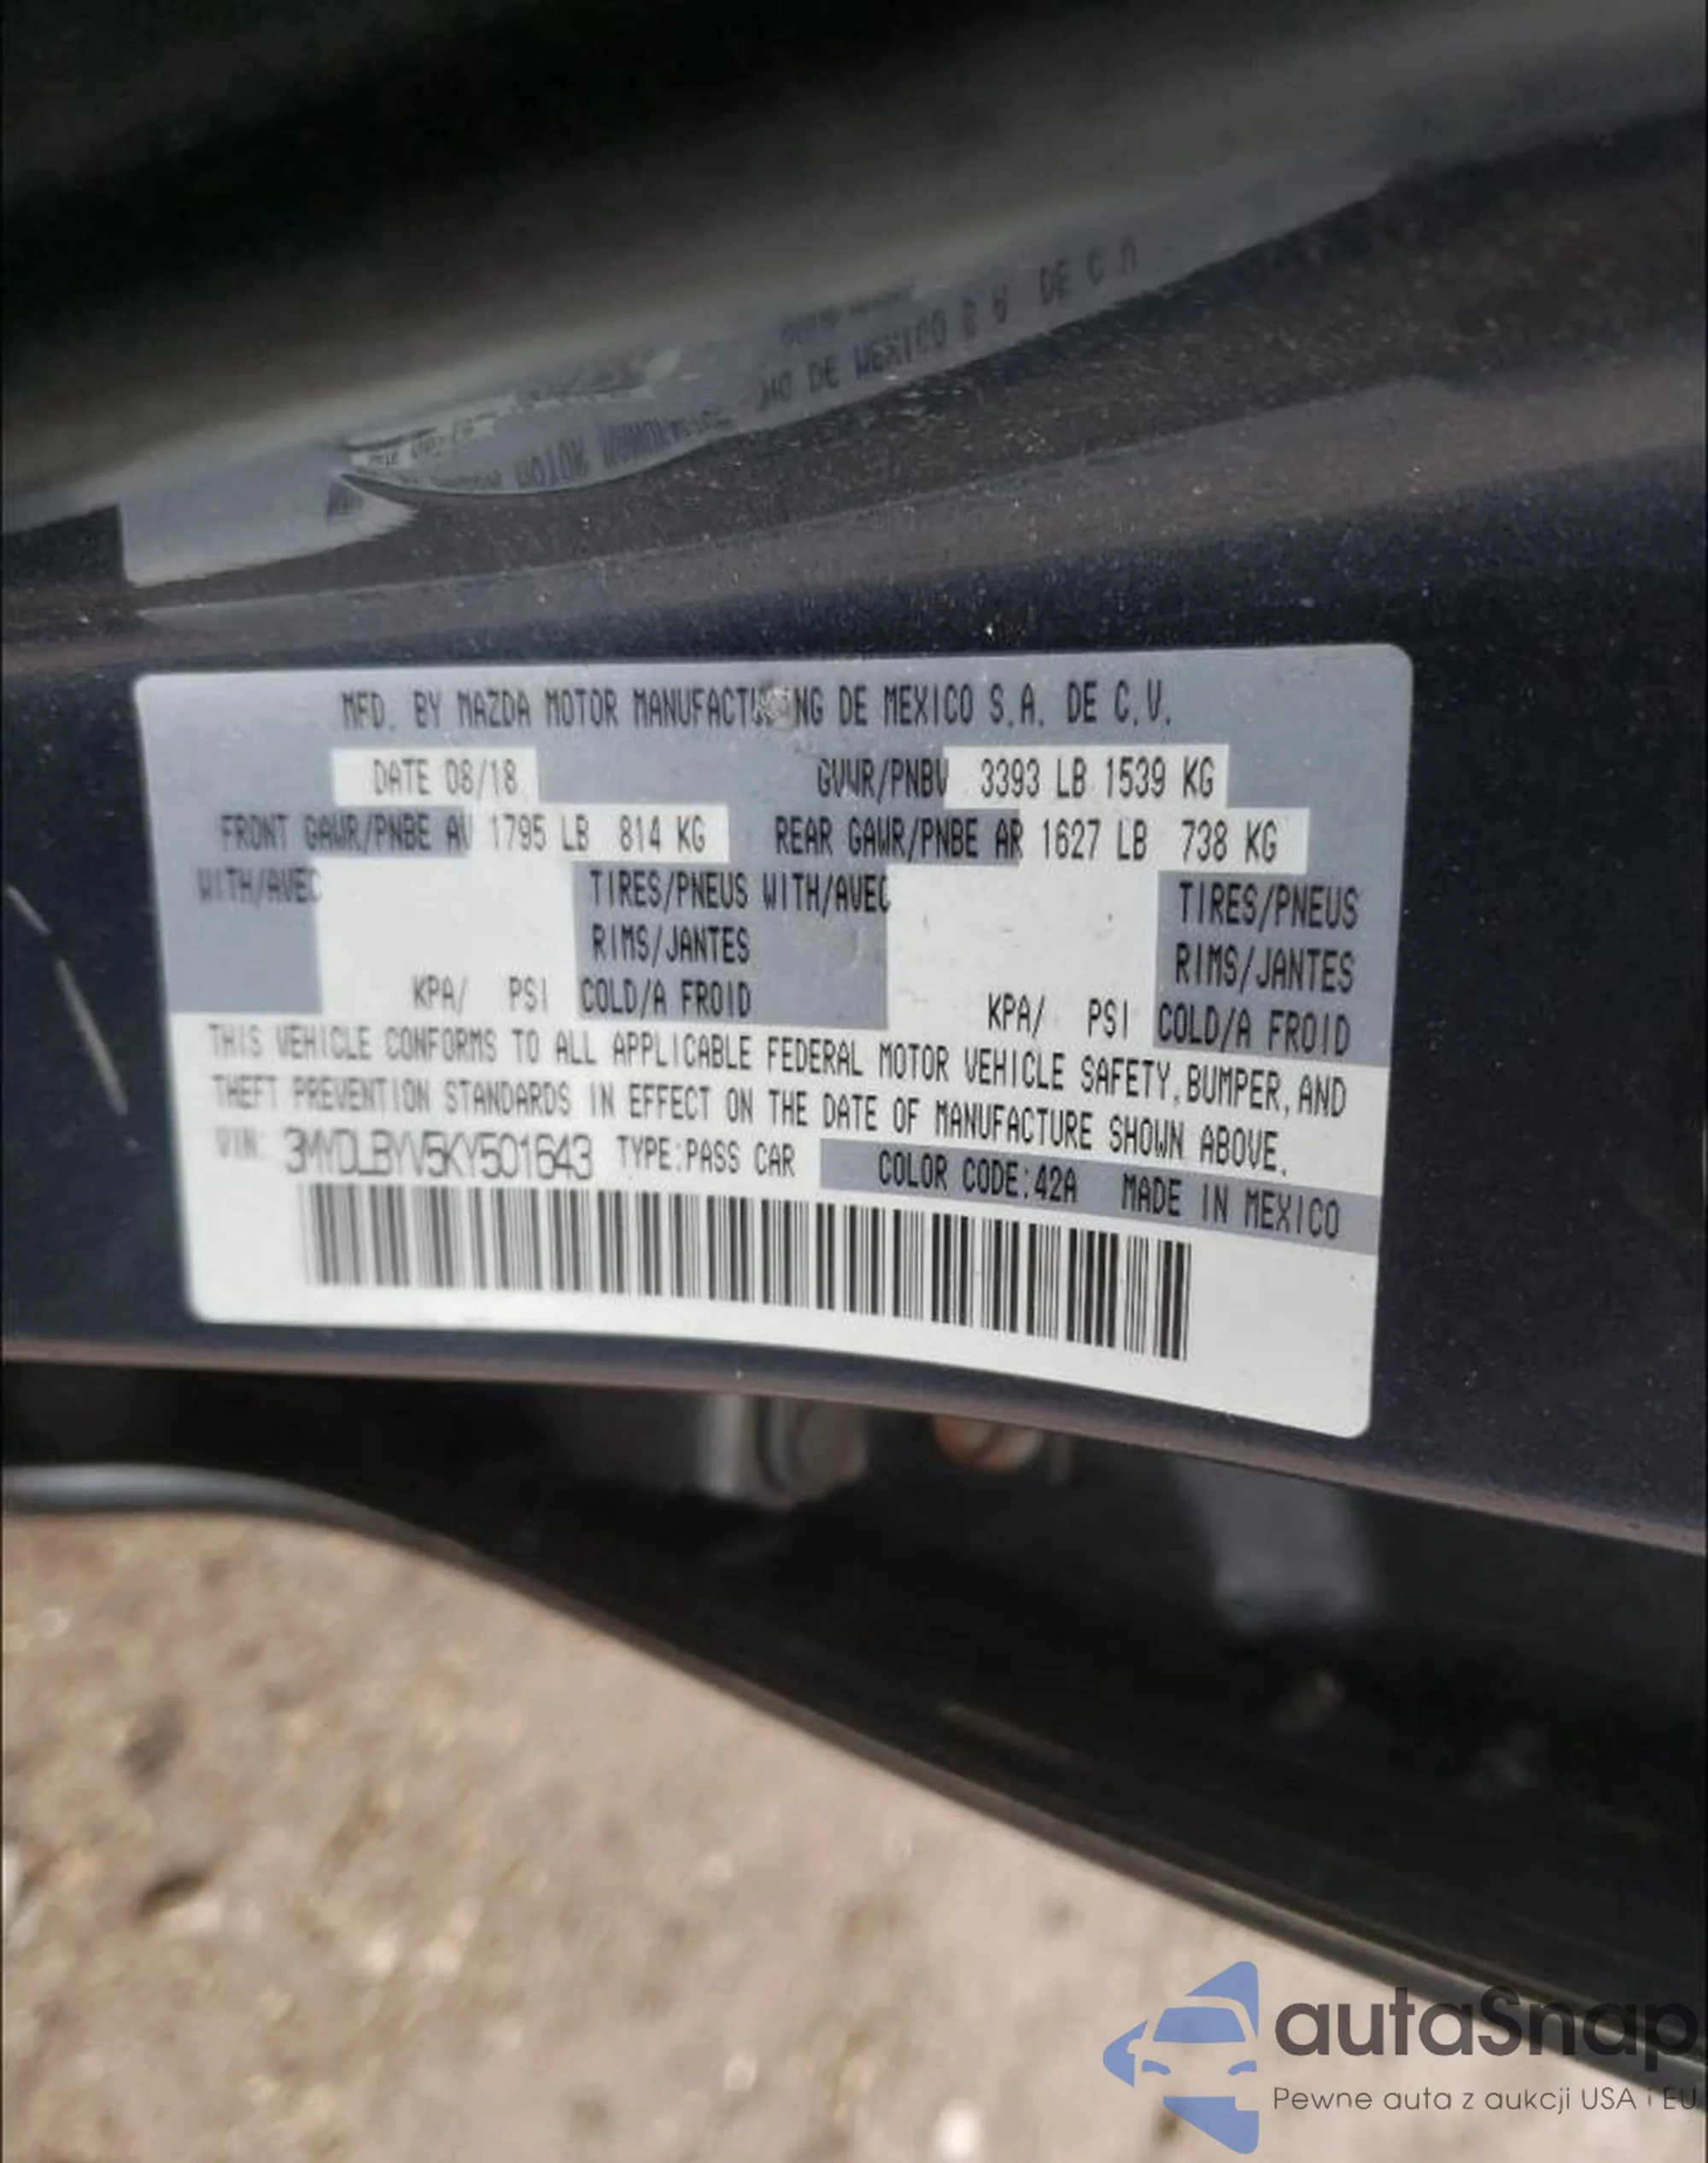 MFD. BY MAZDA MOTOR MANUFACTURING DE MEXICO S.A. DE C.V.
DATE 08/18 GVWR/PNBV 3393 LB 1539 KG
FRONT GAWR/PNBE AV 1795 LB 814 KG REAR GAWR/PNBE AR 1627 LB 738 KG
WITH/AVEC TIRES/PNEUS WITH/AVEC TIRES/PNEUS
RIMS/JANTES RIMS/JANTES
KPA/ PSI COLD/A FROID KPA/ PSI COLD/A FROID
THIS VEHICLE CONFORMS TO ALL APPLICABLE FEDERAL MOTOR VEHICLE SAFETY, BUMPER, AND
THEFT PREVENTION STANDARDS IN EFFECT ON THE DATE OF MANUFACTURE SHOWN ABOVE.
VIN: 3MYDLBYV5KY501643 TYPE:PASS CAR COLOR CODE:42A MADE IN MEXICO
autaSnap
Pewne auta z aukcji USA i EU